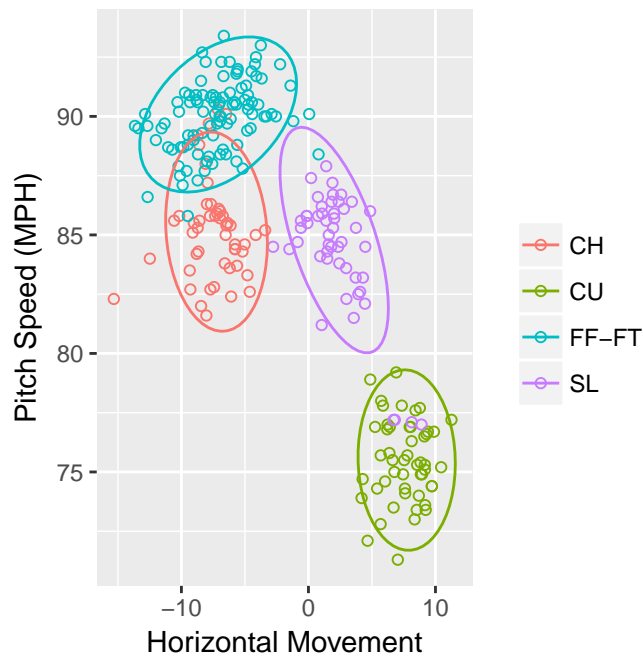 90
85
80
75
−10
0
10
Horizontal Movement
Pitch Speed (MPH)
CH
CU
FF−FT
SL